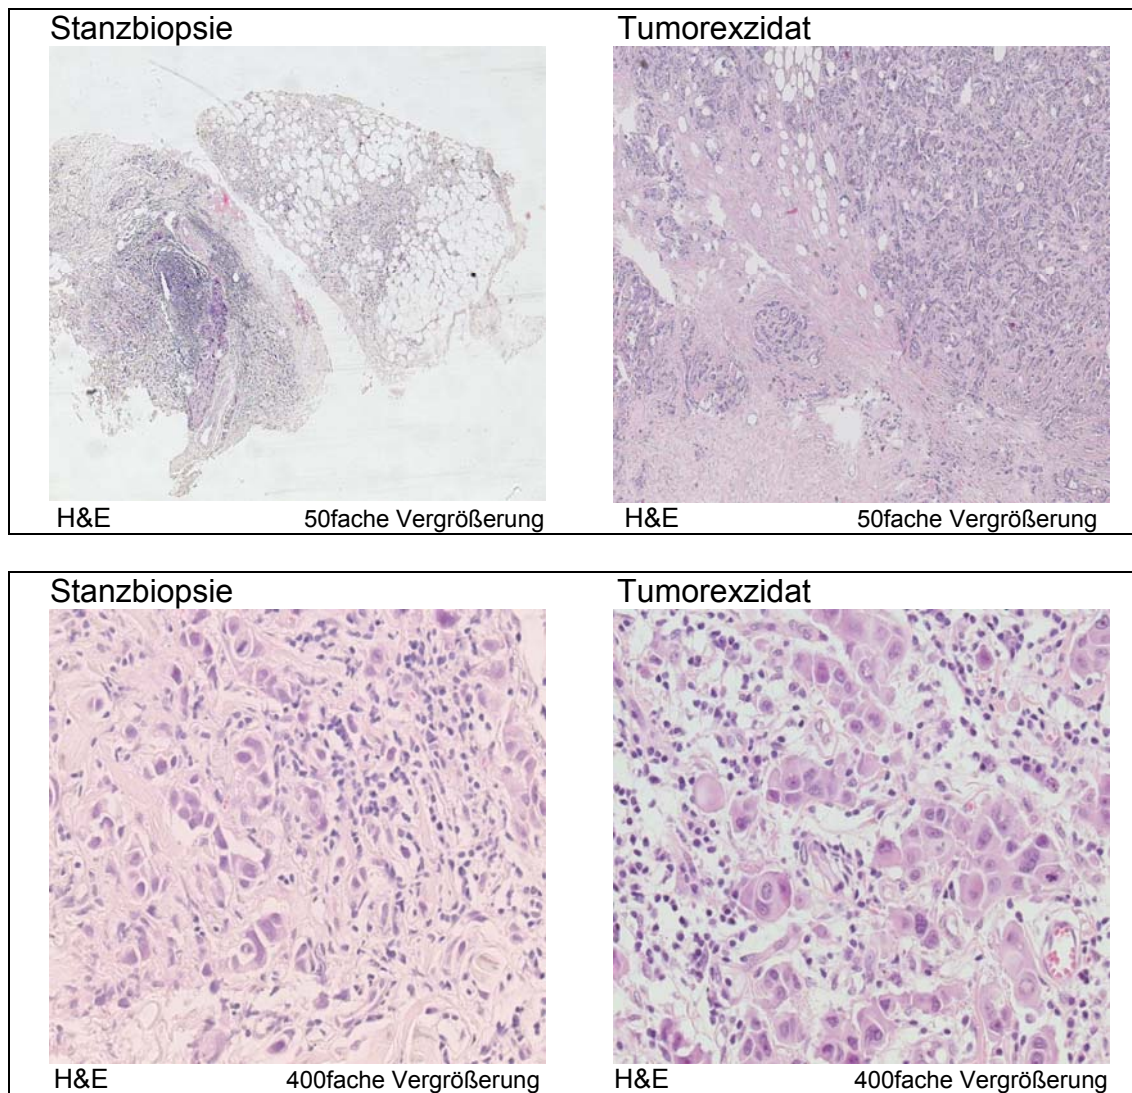 Stanzbiopsie Tumorexzidat
H&E 50fache Vergrößerung H&E 50fache Vergrößerung
Stanzbiopsie Tumorexzidat
H&E 400fache Vergrößerung H&E 400fache Vergrößerung